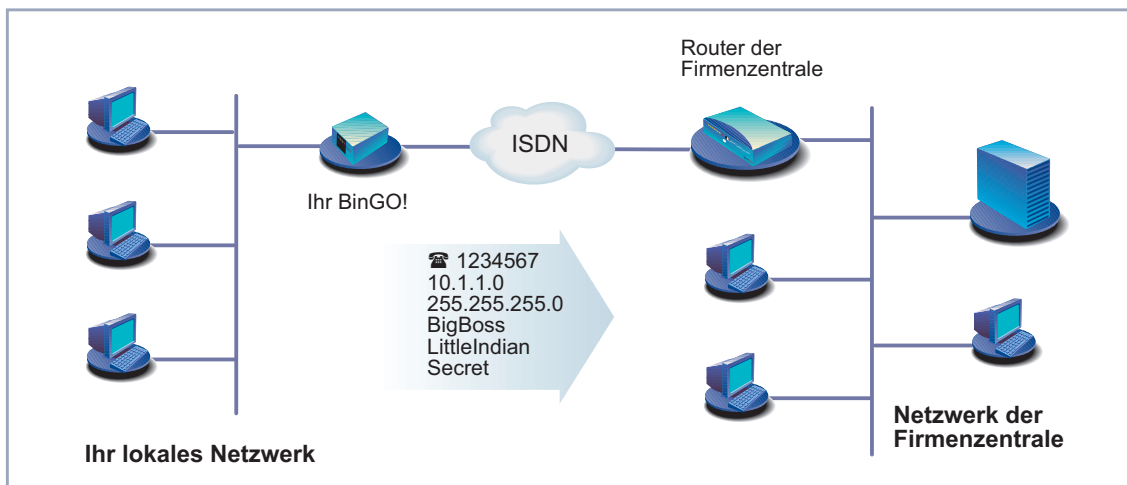 Router der
Firmenzentrale
ISDN
Ihr BinGO!
☎ 1234567
10.1.1.0
255.255.255.0
BigBoss
LittleIndian
Secret
Ihr lokales Netzwerk
Netzwerk der
Firmenzentrale